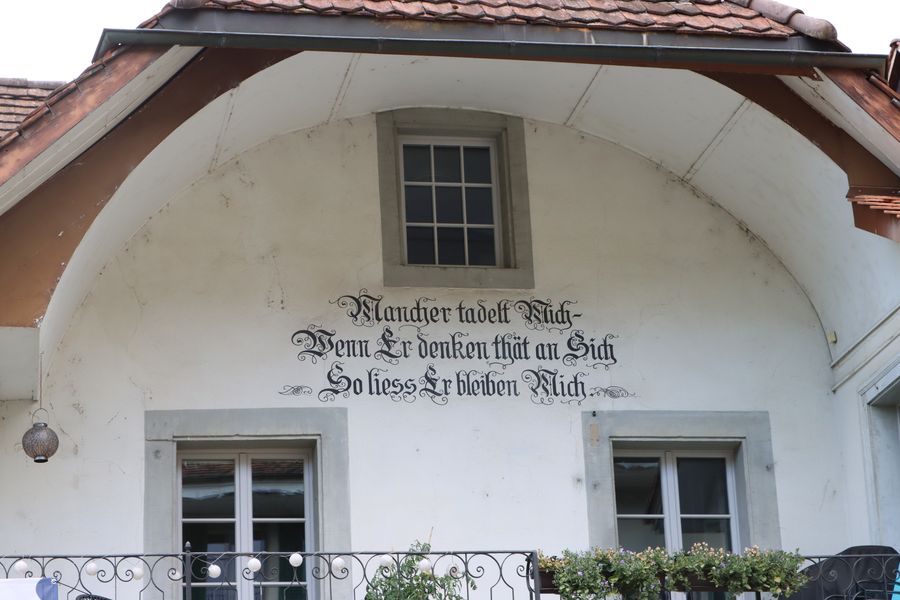 Mancher tadelt Mich-
Wenn Er denken thät an Sich
So liess Er bleiben Mich.